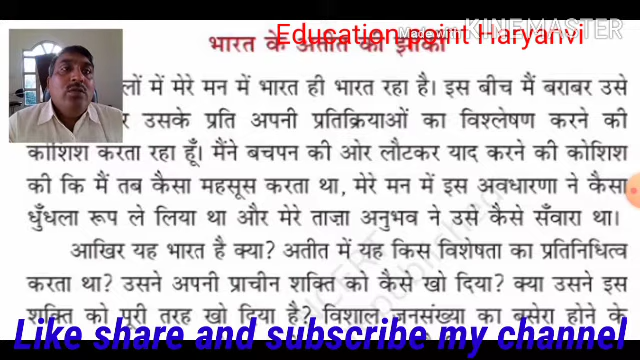 Education point Haryanvi
Made with KINEMASTER
भारत के अतीत की झाँकी
लों में मेरे मन में भारत ही भारत रहा है। इस बीच मैं बराबर उसे
उसके प्रति अपनी प्रतिक्रियाओं का विश्लेषण करने की
कोशिश करता रहा हूँ। मैंने बचपन की ओर लौटकर याद करने की कोशिश
की कि मैं तब कैसा महसूस करता था, मेरे मन में इस अवधारणा ने कैसा
धुँधला रूप ले लिया था और मेरे ताज़ा अनुभव ने उसे कैसे सँवारा था।
आखिर यह भारत है क्या? अतीत में यह किस विशेषता का प्रतिनिधित्व
करता था? उसने अपनी प्राचीन शक्ति को कैसे खो दिया? क्या उसने इस
शक्ति को पूरी तरह खो दिया है? विशाल जनसंख्या का बसेरा होने के
Like share and subscribe my channel